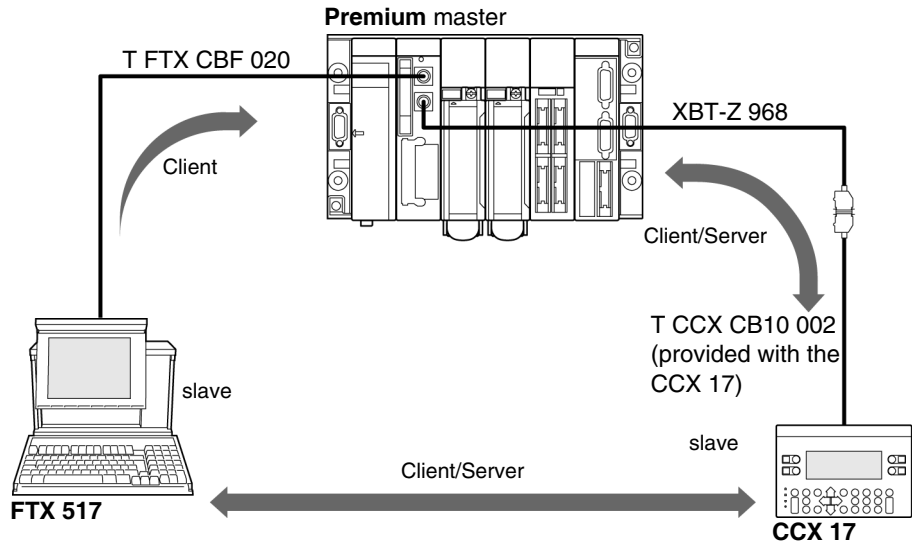 Premium master
T FTX CBF 020
XBT-Z 968
Client
Client/Server
T CCX CB10 002
(provided with the
CCX 17)
slave
slave
Client/Server
FTX 517
CCX 17